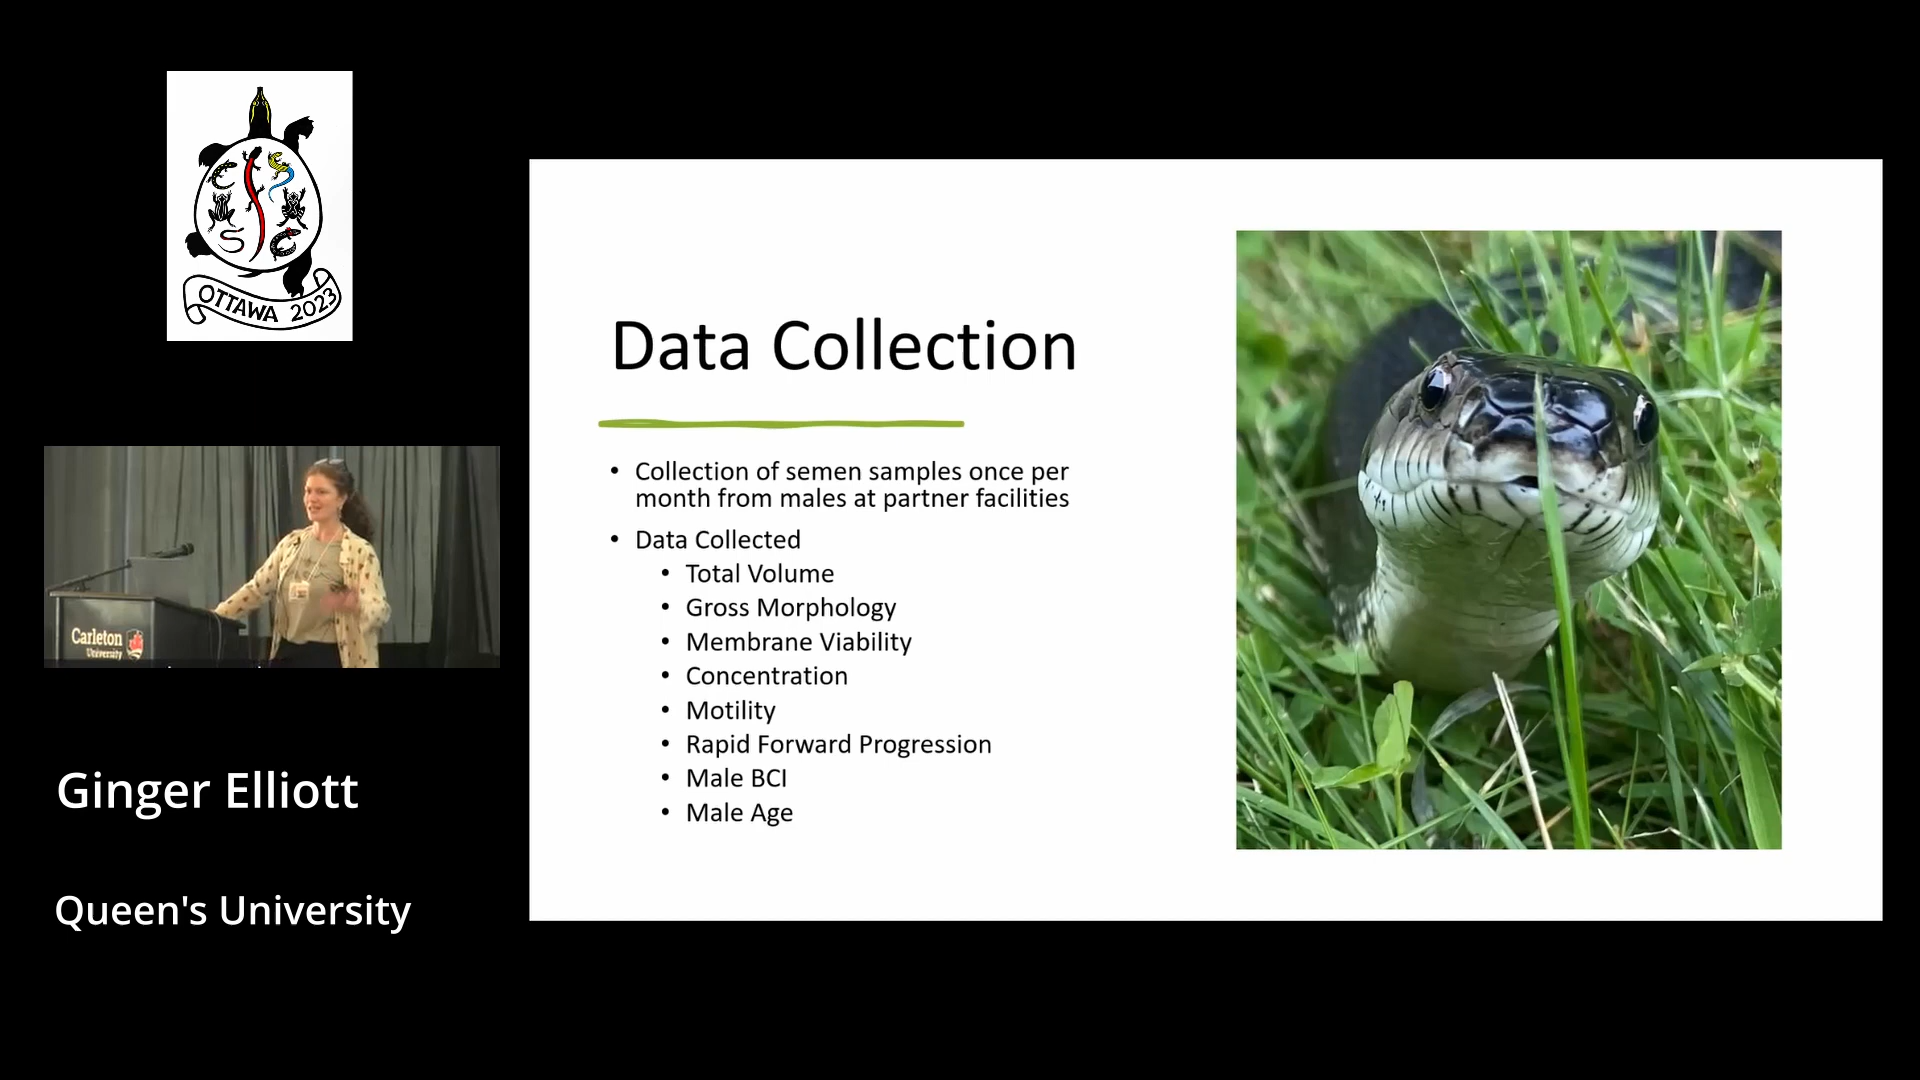 OTTAWA 2023
Carleton
University
Ginger Elliott
Queen's University
Data Collection
• Collection of semen samples once per
month from males at partner facilities
• Data Collected
• Total Volume
• Gross Morphology
• Membrane Viability
• Concentration
• Motility
• Rapid Forward Progression
• Male BCI
• Male Age